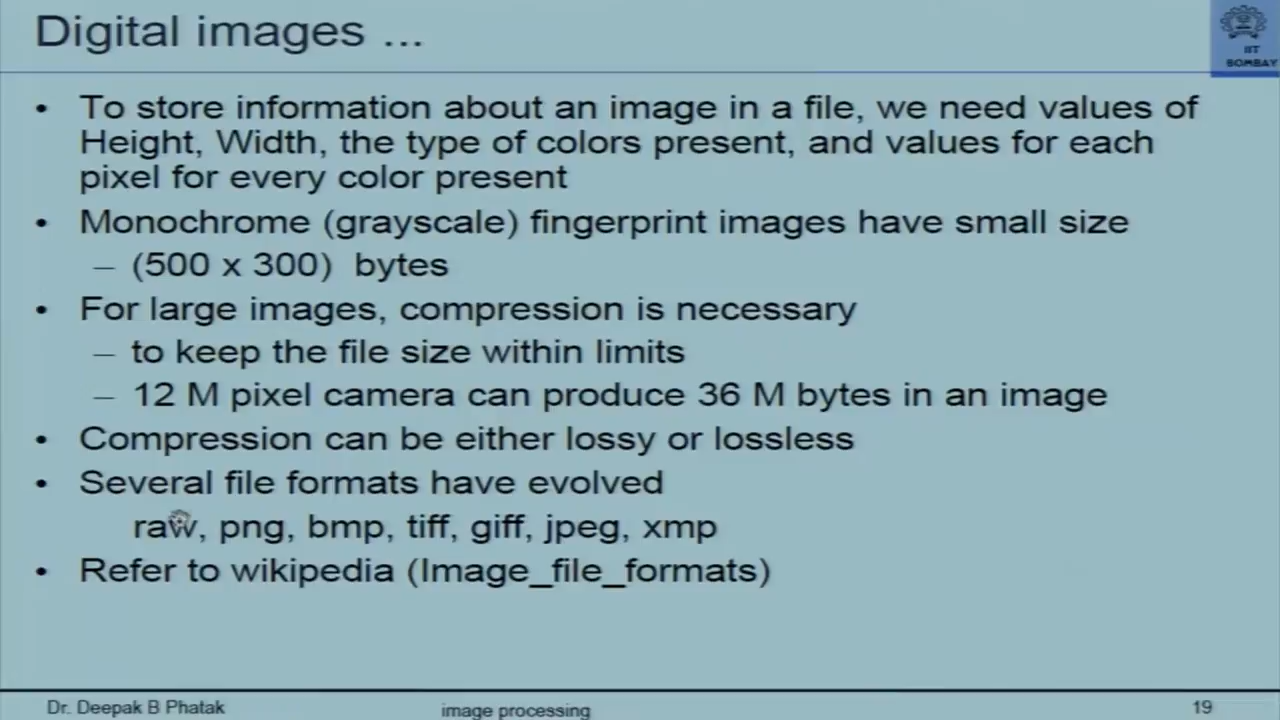 Digital images ...
IIT
BOMBAY
• To store information about an image in a file, we need values of
Height, Width, the type of colors present, and values for each
pixel for every color present
• Monochrome (grayscale) fingerprint images have small size
– (500 x 300) bytes
• For large images, compression is necessary
– to keep the file size within limits
– 12 M pixel camera can produce 36 M bytes in an image
• Compression can be either lossy or lossless
• Several file formats have evolved
raw, png, bmp, tiff, giff, jpeg, xmp
• Refer to wikipedia (Image_file_formats)
Dr. Deepak B Phatak
image processing
19